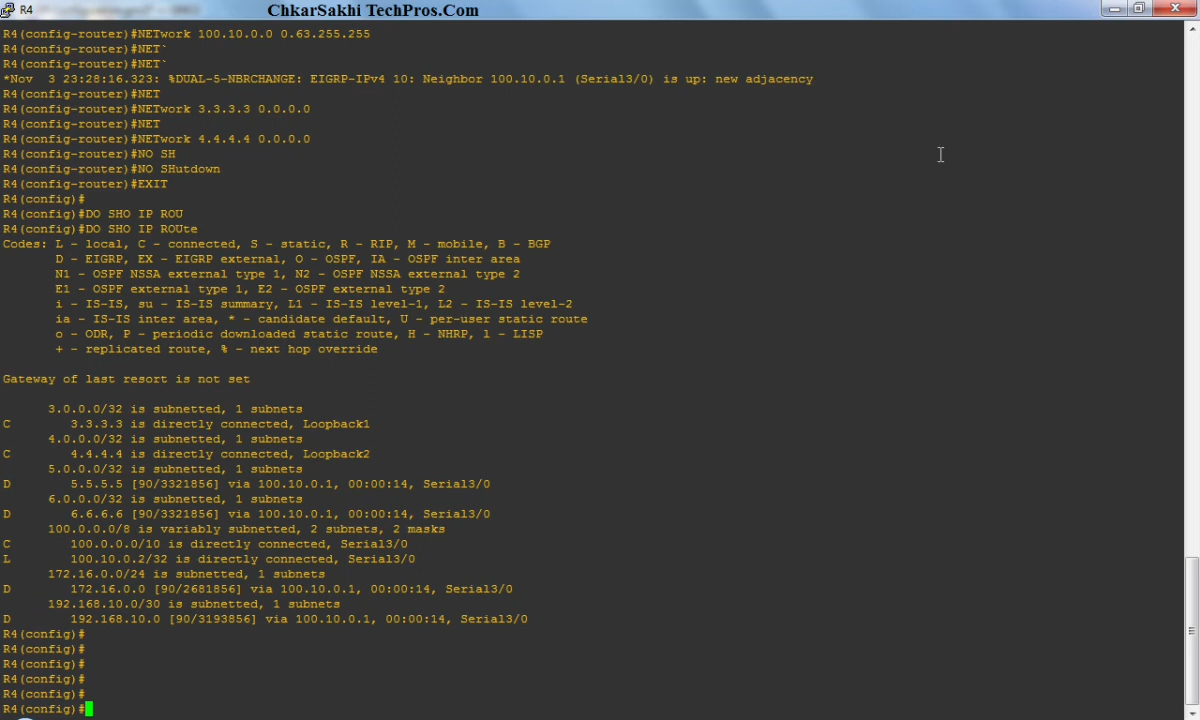 R4
ChkarSakhi TechPros.Com
R4(config-router)#NETwork 100.10.0.0 0.63.255.255
R4(config-router)#NET`
R4(config-router)#NET`
*Nov  3 23:28:16.323: %DUAL-5-NBRCHANGE: EIGRP-IPv4 10: Neighbor 100.10.0.1 (Serial3/0) is up: new adjacency
R4(config-router)#NET
R4(config-router)#NETwork 3.3.3.3 0.0.0.0
R4(config-router)#NET
R4(config-router)#NETwork 4.4.4.4 0.0.0.0
R4(config-router)#NO SH
R4(config-router)#NO SHutdown
R4(config-router)#EXIT
R4(config)#
R4(config)#DO SHO IP ROU
R4(config)#DO SHO IP ROUte
Codes: L - local, C - connected, S - static, R - RIP, M - mobile, B - BGP
       D - EIGRP, EX - EIGRP external, O - OSPF, IA - OSPF inter area
       N1 - OSPF NSSA external type 1, N2 - OSPF NSSA external type 2
       E1 - OSPF external type 1, E2 - OSPF external type 2
       i - IS-IS, su - IS-IS summary, L1 - IS-IS level-1, L2 - IS-IS level-2
       ia - IS-IS inter area, * - candidate default, U - per-user static route
       o - ODR, P - periodic downloaded static route, H - NHRP, l - LISP
       + - replicated route, % - next hop override
Gateway of last resort is not set
      3.0.0.0/32 is subnetted, 1 subnets
C        3.3.3.3 is directly connected, Loopback1
      4.0.0.0/32 is subnetted, 1 subnets
C        4.4.4.4 is directly connected, Loopback2
      5.0.0.0/32 is subnetted, 1 subnets
D        5.5.5.5 [90/3321856] via 100.10.0.1, 00:00:14, Serial3/0
      6.0.0.0/32 is subnetted, 1 subnets
D        6.6.6.6 [90/3321856] via 100.10.0.1, 00:00:14, Serial3/0
      100.0.0.0/8 is variably subnetted, 2 subnets, 2 masks
C        100.0.0.0/10 is directly connected, Serial3/0
L        100.10.0.2/32 is directly connected, Serial3/0
      172.16.0.0/24 is subnetted, 1 subnets
D        172.16.0.0 [90/2681856] via 100.10.0.1, 00:00:14, Serial3/0
      192.168.10.0/30 is subnetted, 1 subnets
D        192.168.10.0 [90/3193856] via 100.10.0.1, 00:00:14, Serial3/0
R4(config)#
R4(config)#
R4(config)#
R4(config)#
R4(config)#
R4(config)#